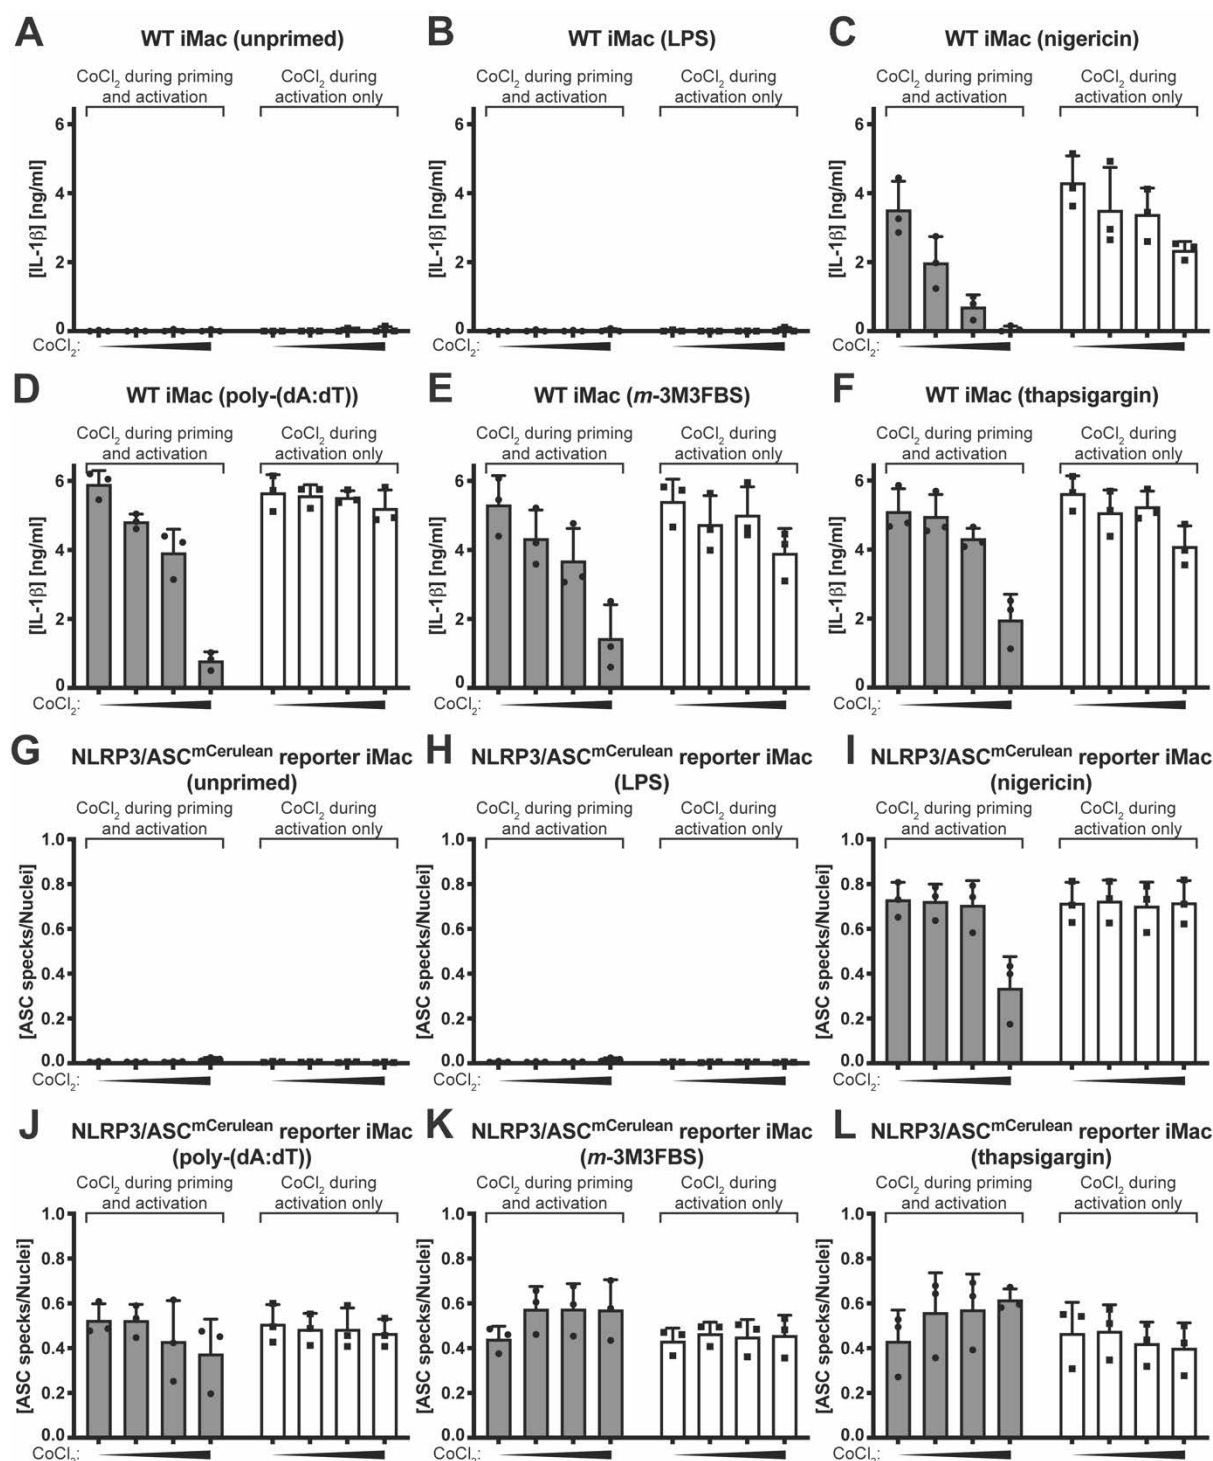 A WT iMac (unprimed)
CoCl2 during priming and activation
CoCl2 during activation only
[IL-1β] [ng/ml]
6
4
2
0
CoCl2:
B WT iMac (LPS)
CoCl2 during priming and activation
CoCl2 during activation only
[IL-1β] [ng/ml]
6
4
2
0
CoCl2:
C WT iMac (nigericin)
CoCl2 during priming and activation
CoCl2 during activation only
[IL-1β] [ng/ml]
6
4
2
0
CoCl2:
D WT iMac (poly-(dA:dT))
CoCl2 during priming and activation
CoCl2 during activation only
[IL-1β] [ng/ml]
6
4
2
0
CoCl2:
E WT iMac (m-3M3FBS)
CoCl2 during priming and activation
CoCl2 during activation only
[IL-1β] [ng/ml]
6
4
2
0
CoCl2:
F WT iMac (thapsigargin)
CoCl2 during priming and activation
CoCl2 during activation only
[IL-1β] [ng/ml]
6
4
2
0
CoCl2:
G NLRP3/ASCmCerulean reporter iMac
(unprimed)
CoCl2 during priming and activation
CoCl2 during activation only
[ASC specks/Nuclei]
1.0
0.8
0.6
0.4
0.2
0.0
CoCl2:
H NLRP3/ASCmCerulean reporter iMac
(LPS)
CoCl2 during priming and activation
CoCl2 during activation only
[ASC specks/Nuclei]
1.0
0.8
0.6
0.4
0.2
0.0
CoCl2:
I NLRP3/ASCmCerulean reporter iMac
(nigericin)
CoCl2 during priming and activation
CoCl2 during activation only
[ASC specks/Nuclei]
1.0
0.8
0.6
0.4
0.2
0.0
CoCl2:
J NLRP3/ASCmCerulean reporter iMac
(poly-(dA:dT))
CoCl2 during priming and activation
CoCl2 during activation only
[ASC specks/Nuclei]
1.0
0.8
0.6
0.4
0.2
0.0
CoCl2:
K NLRP3/ASCmCerulean reporter iMac
(m-3M3FBS)
CoCl2 during priming and activation
CoCl2 during activation only
[ASC specks/Nuclei]
1.0
0.8
0.6
0.4
0.2
0.0
CoCl2:
L NLRP3/ASCmCerulean reporter iMac
(thapsigargin)
CoCl2 during priming and activation
CoCl2 during activation only
[ASC specks/Nuclei]
1.0
0.8
0.6
0.4
0.2
0.0
CoCl2: